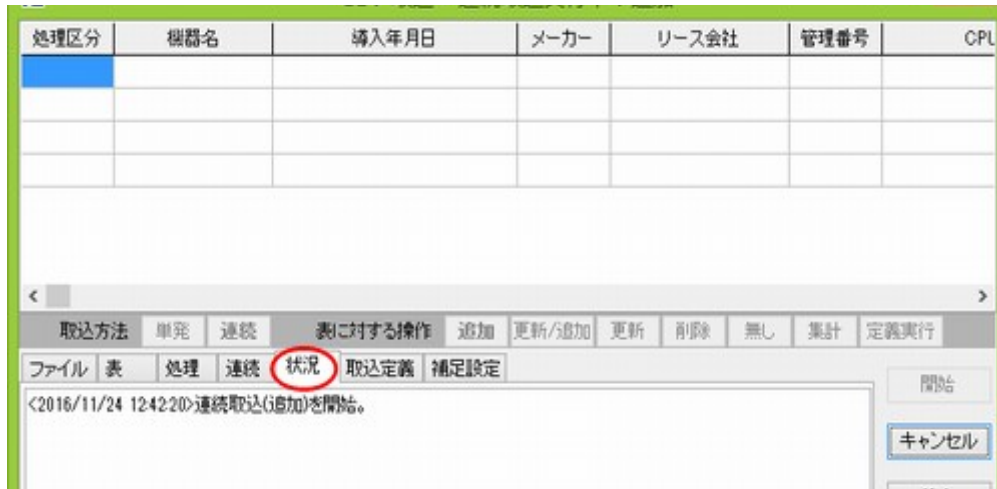 処理区分 機器名 導入年月日 メーカー リース会社 管理番号 CPU
取込方法 単発 連続 表に対する操作 追加 更新/追加 更新 削除 無し 集計 定義実行
ファイル 表 処理 連続 状況 取込定義 補足設定
開始
<2016/11/24 12:42:20>連続取込(追加)を開始。
キャンセル